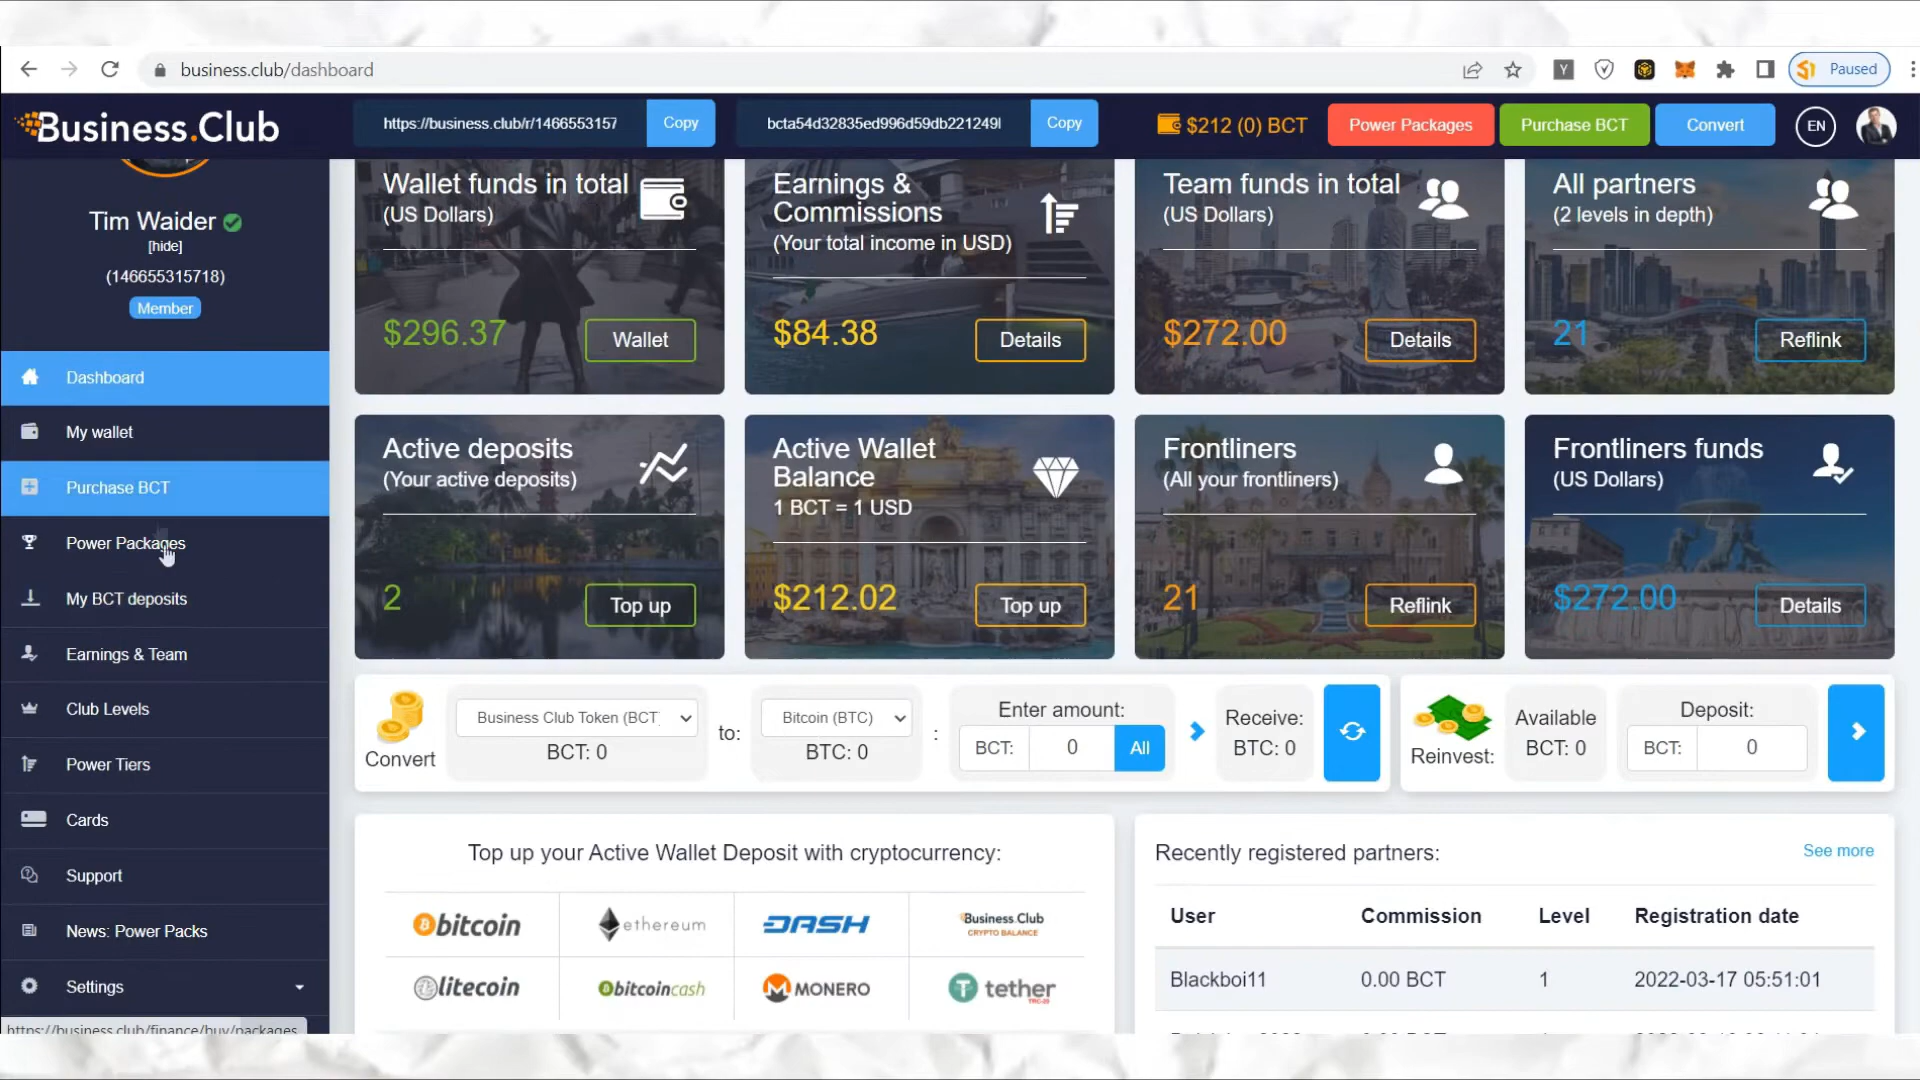 business.club/dashboard
Y
Paused
Business.Club
https://business.club/r/1466553157
Copy
bcta54d32835ed996d59db221249
Copy
$212 (0) BCT
Power Packages
Purchase BCT
Convert
EN
Tim Waider
[hide]
(146655315718)
Member
Dashboard
My wallet
Purchase BCT
Power Packages
My BCT deposits
Earnings & Team
Club Levels
Power Tiers
Cards
Support
News: Power Packs
Settings
https://business.club/finance/buy/packages
Wallet funds in total
(US Dollars)
$296.37
Wallet
Earnings &
Commissions
(Your total income in USD)
$84.38
Details
Team funds in total
(US Dollars)
$272.00
Details
All partners
(2 levels in depth)
21
Reflink
Active deposits
(Your active deposits)
2
Top up
Active Wallet
Balance
1 BCT = 1 USD
$212.02
Top up
Frontliners
(All your frontliners)
21
Reflink
Frontliners funds
(US Dollars)
$272.00
Details
Convert
Business Club Token (BCT)
BCT: 0
to:
Bitcoin (BTC)
BTC: 0
:
Enter amount:
BCT:
0
All
Receive:
BTC: 0
Reinvest:
Available
BCT: 0
Deposit:
BCT:
0
Top up your Active Wallet Deposit with cryptocurrency:
bitcoin
ethereum
DASH
Business.Club
CRYPTO BALANCE
litecoin
bitcoincash
MONERO
tether
TRC-20
Recently registered partners:
See more
User Commission Level Registration date
Blackboi11 0.00 BCT 1 2022-03-17 05:51:01